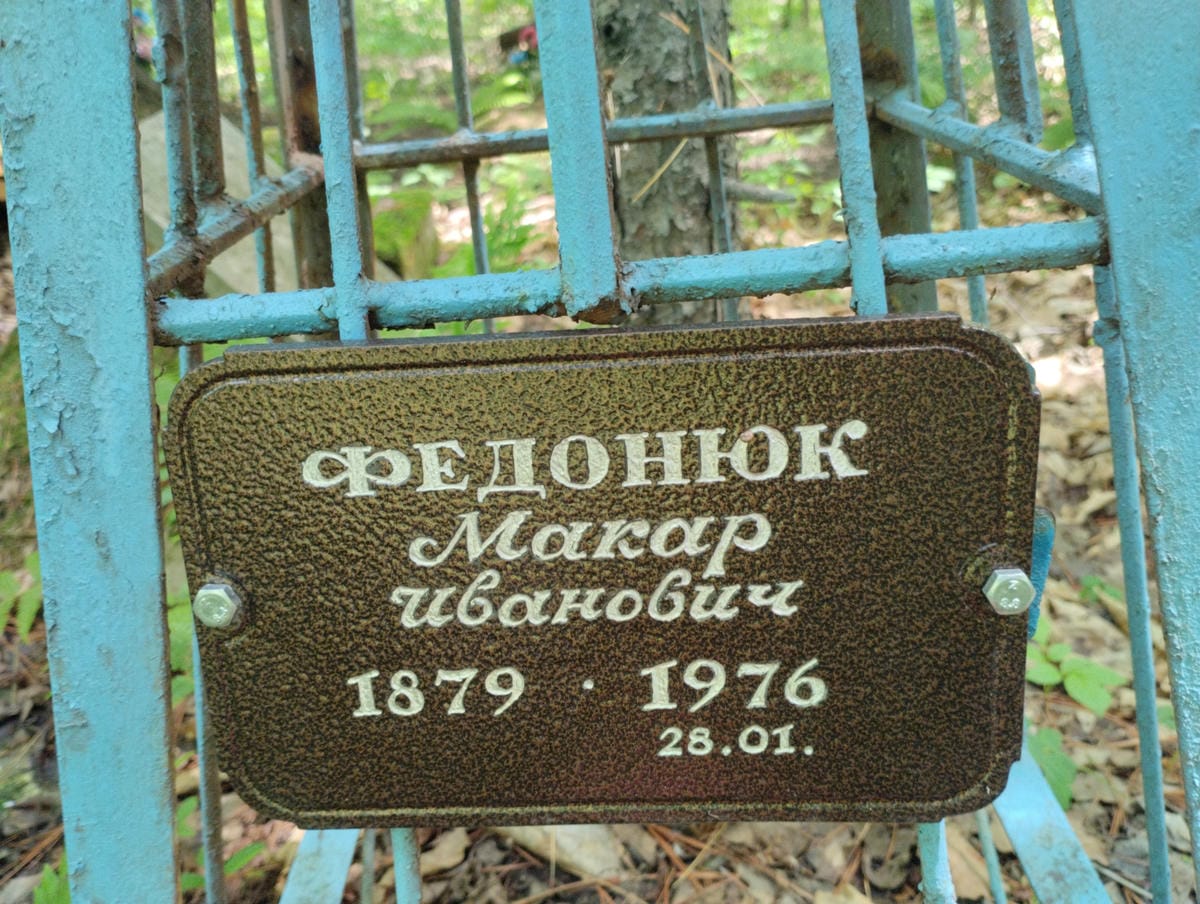 ФЕДОНЮК
Макар
иванович
1879 · 1976
28.01.